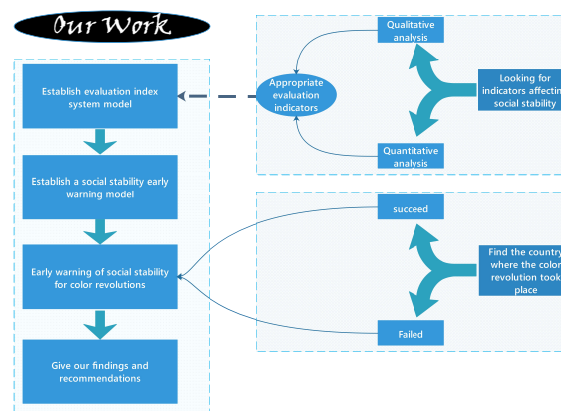 Our Work
Establish evaluation index
system model
Establish a social stability early
warning model
Early warning of social stability
for color revolutions
Give our findings and
recommendations
Appropriate
evaluation
indicators
Qualitative
analysis
Quantitative
analysis
Looking for
indicators affectin
social stability
succeed
Failed
Find the country
where the color
revolution took
place